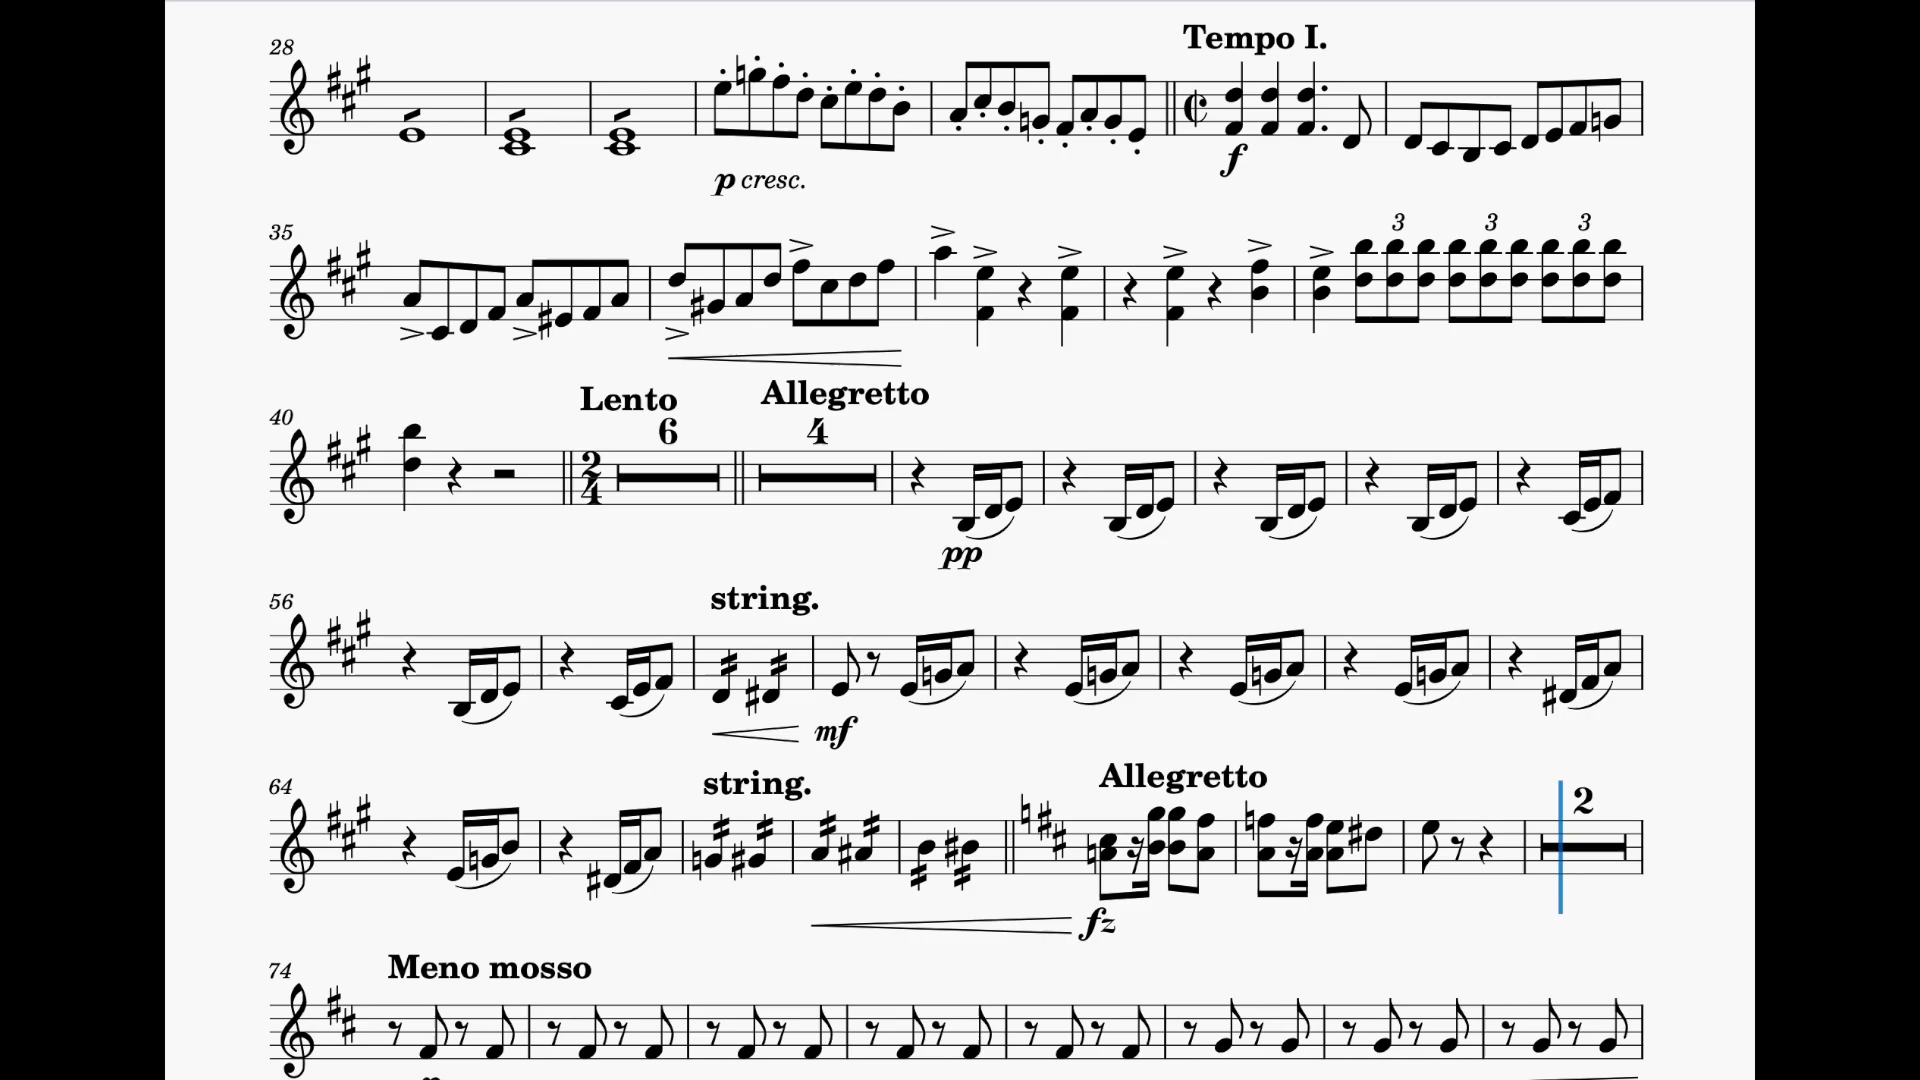 Tempo I.
28
f
p cresc.
3 3 3
35
Lento Allegretto
6 4
40
2
4
pp
string.
56
mf
string. Allegretto
64
2
fz
Meno mosso
74